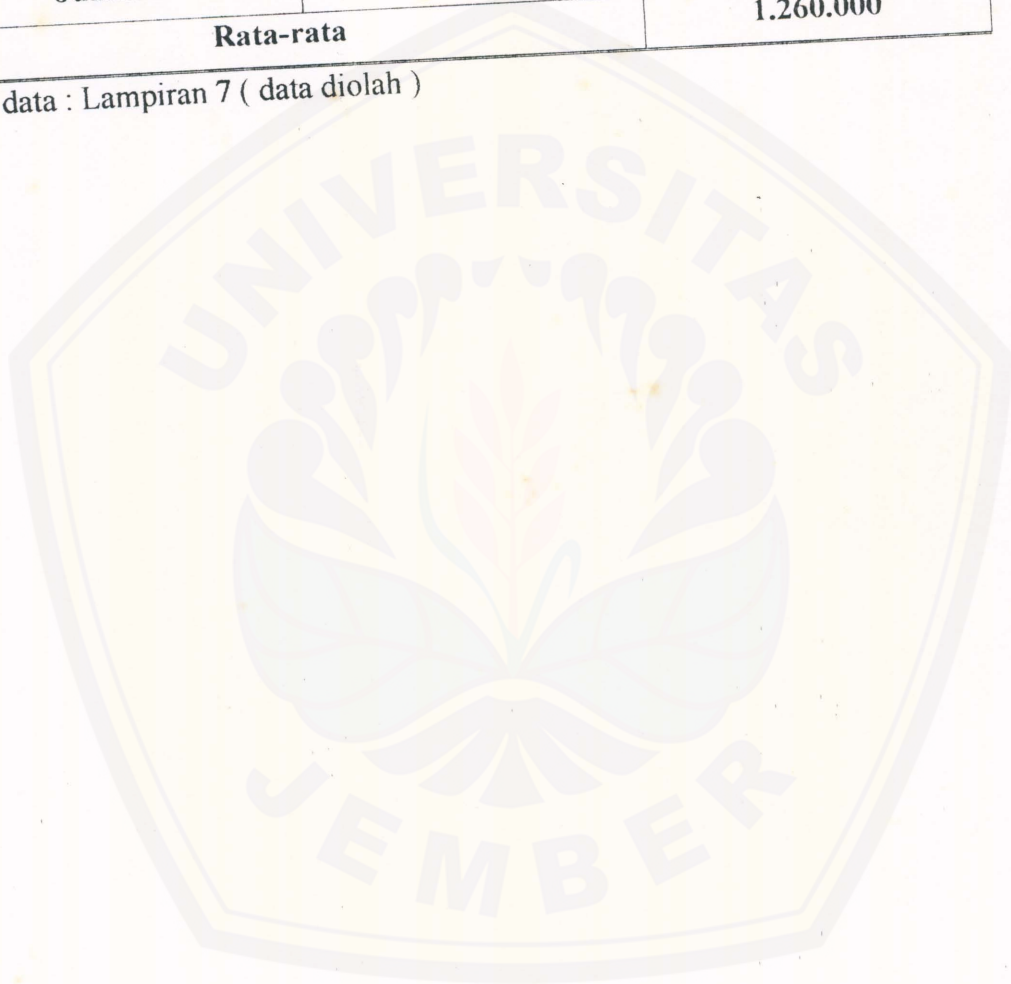 Rata-rata 1.260.000
data : Lampiran 7 ( data diolah )
UNIVERSITAS
JEMBER